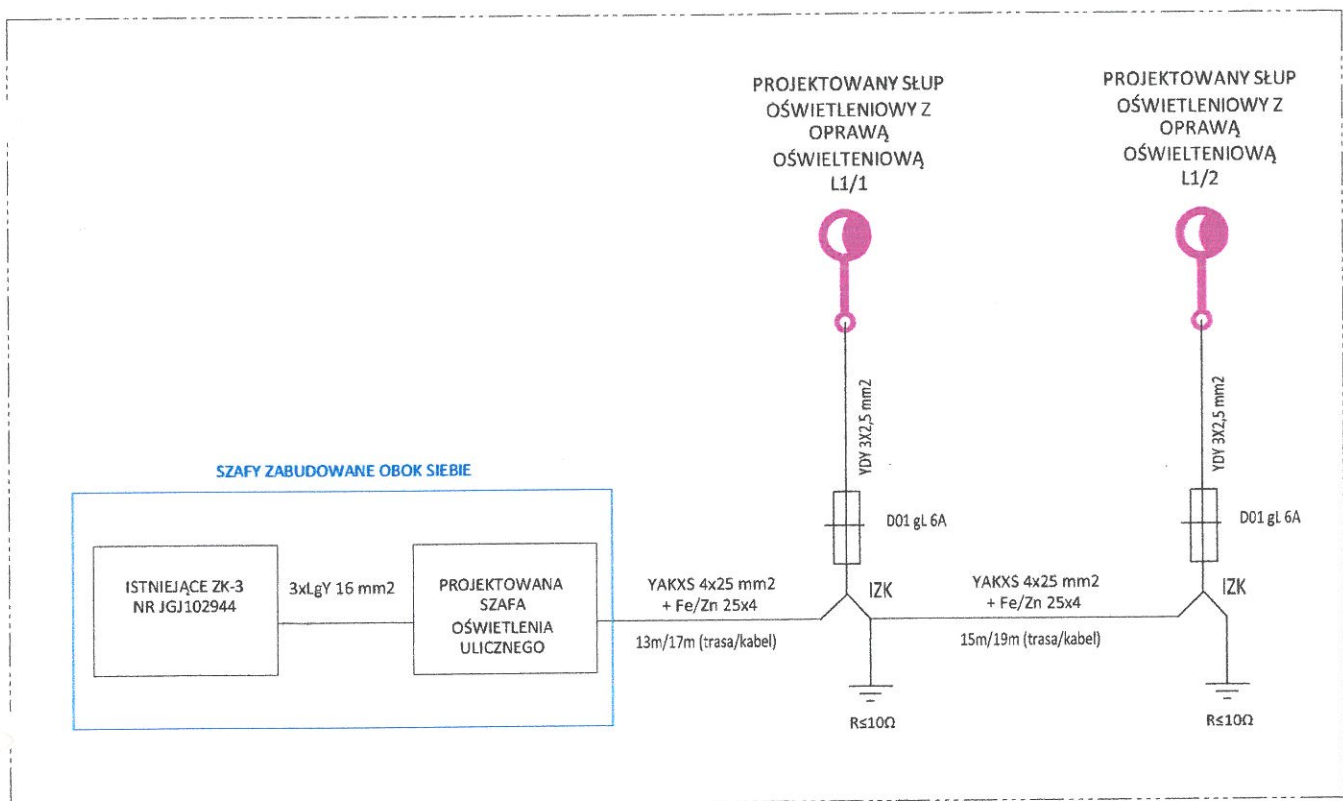 PROJEKTOWANY SŁUP
OŚWIETLENIOWY Z
OPRAWĄ
OŚWIELTENIOWĄ
L1/1
PROJEKTOWANY SŁUP
OŚWIETLENIOWY Z
OPRAWĄ
OŚWIELTENIOWĄ
L1/2
YDY 3X2,5 mm2
YDY 3X2,5 mm2
SZAFY ZABUDOWANE OBOK SIEBIE
D01 gL 6A
D01 gL 6A
ISTNIEJĄCE ZK-3
NR JGJ102944
3xLgY 16 mm2
PROJEKTOWANA
SZAFA
OŚWIETLENIA
ULICZNEGO
YAKXS 4x25 mm2
+ Fe/Zn 25x4
13m/17m (trasa/kabel)
IZK
YAKXS 4x25 mm2
+ Fe/Zn 25x4
15m/19m (trasa/kabel)
IZK
R≤10Ω
R≤10Ω